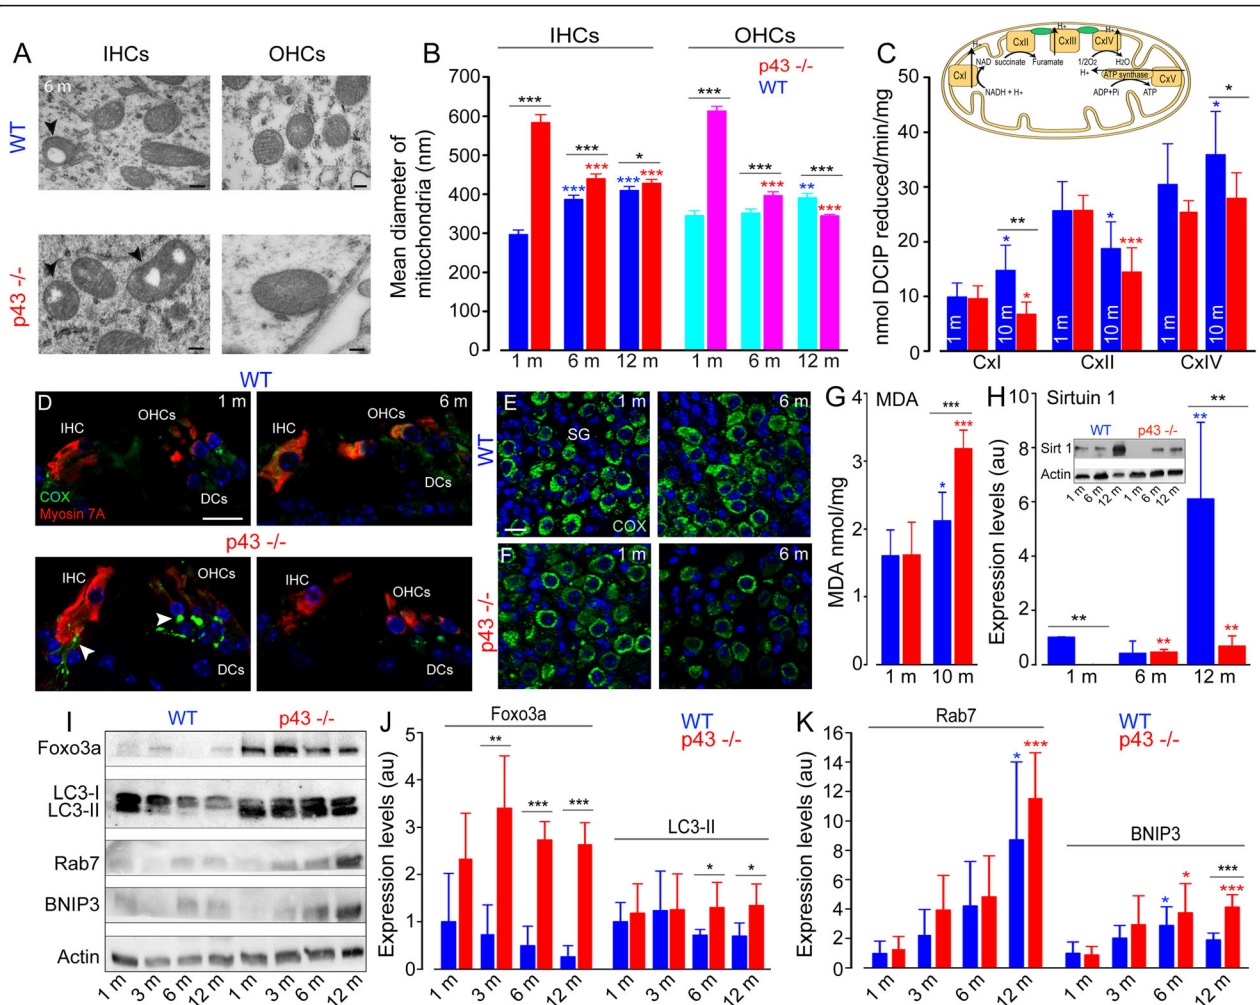 A
IHCs
OHCs
6 m
WT
p43 -/-
B
IHCs
OHCs
p43 -/-
WT
Mean diameter of
mitochondria (nm)
700
600
500
400
300
400
600
0
***
***
***
***
***
***
***
*
***
***
***
***
***
**
***
1 m
6 m
12 m
1 m
6 m
12 m
C
nmol DCIP reduced/min/mg
50
40
30
20
10
0
H+
CxI
NAD
NADH + H+
CxII
succinate
Furamate
H+
CxIII
H+
CxIV
1/2O2
H2O
H+
ATP synthase
CxV
ADP+Pi
ATP
*
**
*
*
***
*
*
1 m
10 m
1 m
10 m
1 m
10 m
CxI
CxII
CxIV
WT
D
1 m
IHC
OHCs
DCs
COX
Myosin 7A
6 m
IHC
OHCs
DCs
p43 -/-
IHC
OHCs
DCs
IHC
OHCs
DCs
WT
E
1 m
SG
COX
6 m
p43 -/-
F
1 m
6 m
G
MDA
MDA nmol/mg
4
3
2
1
0
***
***
*
1 m
10 m
H
Sirtuin 1
Expression levels (au)
10
8
6
4
2
0
WT
p43 -/-
Sirt 1
Actin
1 m
6 m
12 m
1 m
6 m
12 m
**
**
**
**
**
1 m
6 m
12 m
I
WT
p43 -/-
Foxo3a
LC3-I
LC3-II
Rab7
BNIP3
Actin
1 m
3 m
6 m
12 m
1 m
3 m
6 m
12 m
J
Foxo3a
WT
p43 -/-
LC3-II
Expression levels (au)
5
4
3
2
1
0
**
***
***
*
*
1 m
3 m
6 m
12 m
1 m
3 m
6 m
12 m
K
Rab7
WT
p43 -/-
BNIP3
Expression levels (au)
16
14
12
10
8
6
4
2
0
*
***
*
*
***
***
1 m
3 m
6 m
12 m
1 m
3 m
6 m
12 m